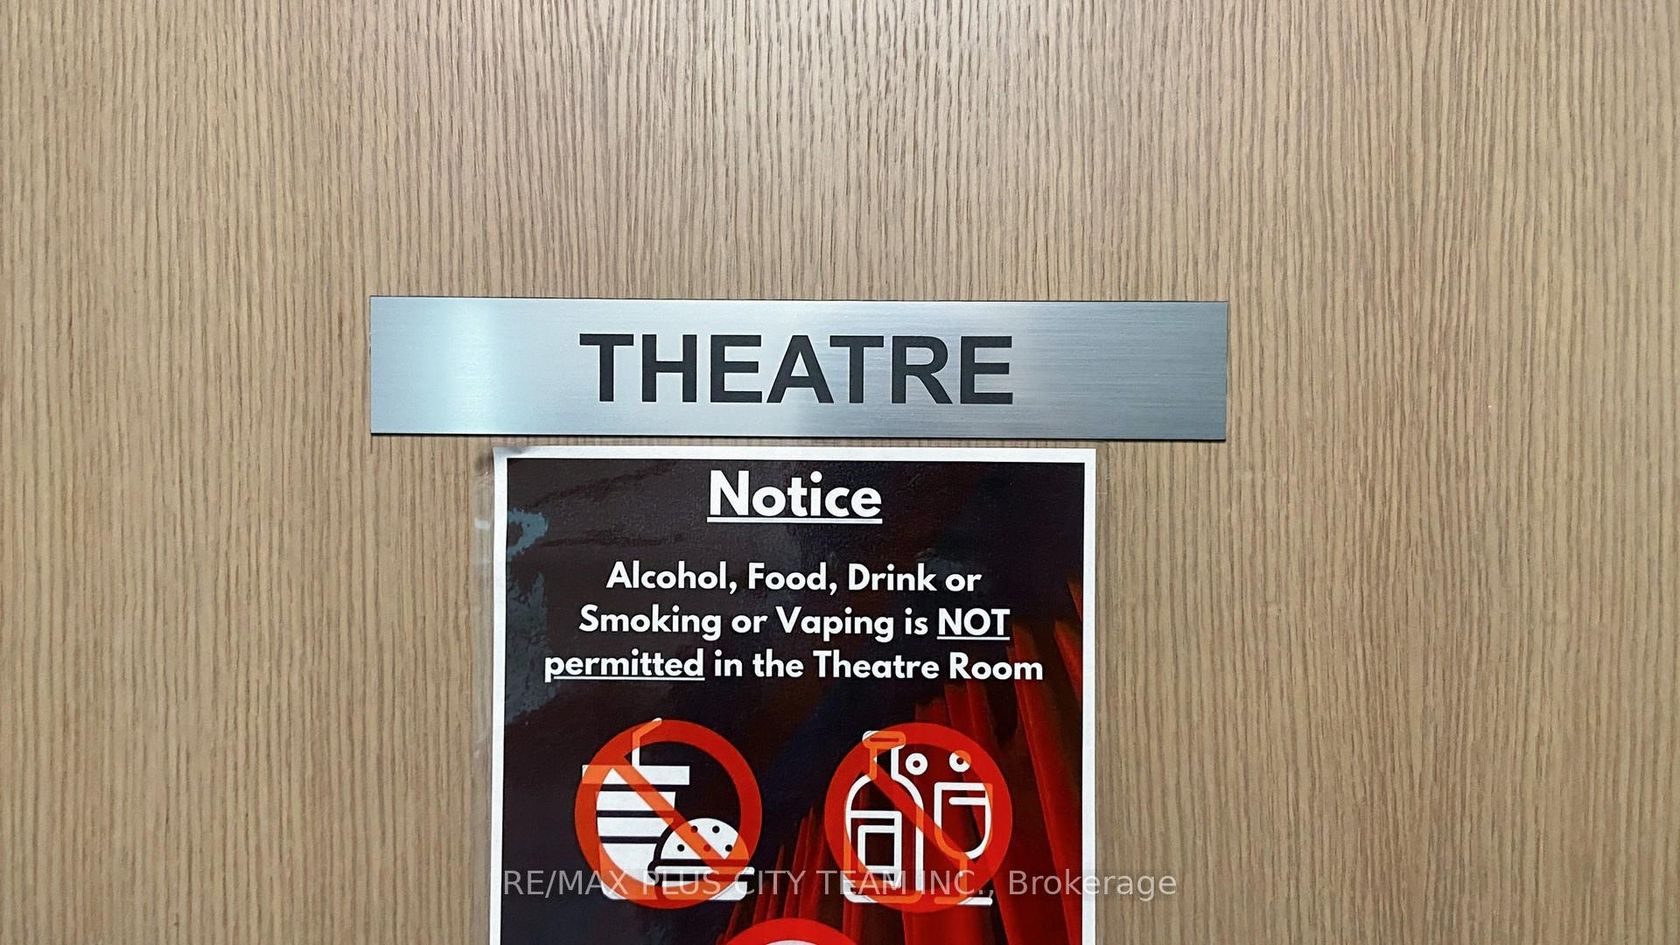 THEATRE
Notice
Alcohol, Food, Drink or
Smoking or Vaping is NOT
permitted in the Theatre Room
RE/MAX PLUS CITY TEAM INC., Brokerage